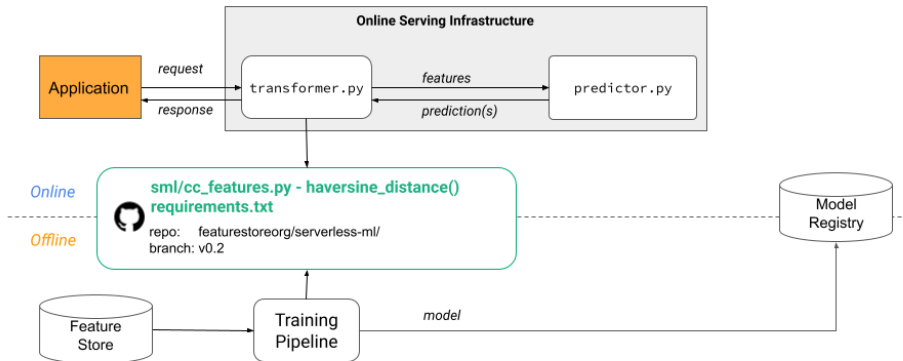 Online Serving Infrastructure
Application
request
response
transformer.py
features
prediction(s)
predictor.py
sml/cc_features.py - haversine_distance()
requirements.txt
repo: featurestoreorg/serverless-ml/
branch: v0.2
Online
Offline
Model
Registry
Feature
Store
Training
Pipeline
model